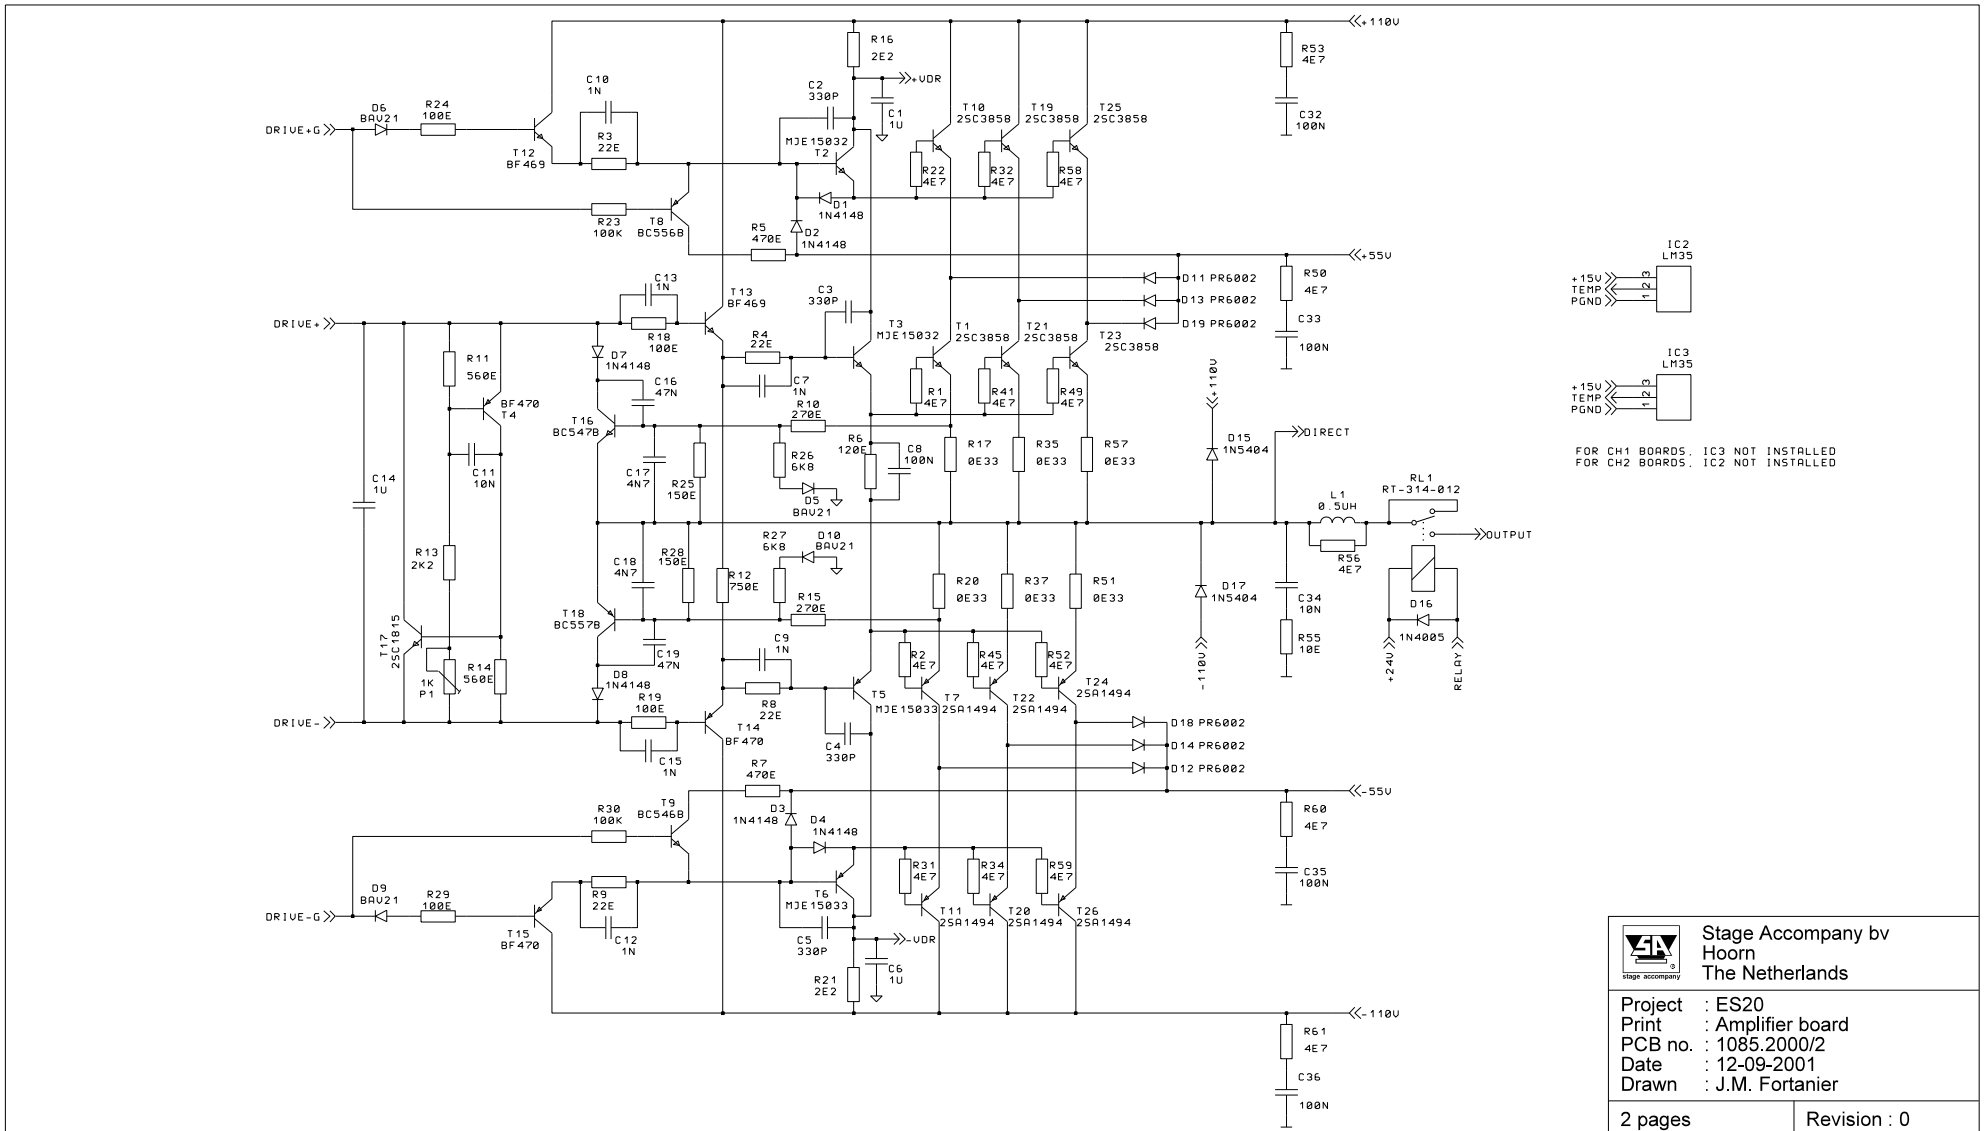 +110V
R16
2E2
R53
4E7
C10
1N
C2
330P
+VDR
D6
BAV21
R24
100E
C1
1U
T10
2SC3858
T19
2SC3858
T25
2SC3858
C32
100N
DRIVE+G
R3
22E
MJE15032
T2
T12
BF469
R22
4E7
R32
4E7
R58
4E7
R23
100K
T8
BC556B
D1
1N4148
R5
470E
D2
1N4148
+55V
IC2
LM35
C13
1N
T13
BF469
C3
330P
D11 PR6002
R50
4E7
+15V
TEMP
PGND
1 2 3
D13 PR6002
DRIVE+
R18
100E
R4
22E
T3
MJE15032
T1
2SC3858
T21
2SC3858
D19 PR6002
T23
2SC3858
C33
100N
R11
560E
D7
1N4148
C7
1N
IC3
LM35
C16
47N
R1
4E7
R41
4E7
R49
4E7
+110V
+15V
TEMP
PGND
1 2 3
BF470
T4
T16
BC547B
R10
270E
R6
120E
C8
100N
R17
0E33
R35
0E33
R57
0E33
D15
1N5404
DIRECT
FOR CH1 BOARDS, IC3 NOT INSTALLED
FOR CH2 BOARDS, IC2 NOT INSTALLED
C14
1U
C11
10N
C17
4N7
R25
150E
R26
6K8
D5
BAV21
L1
0.5UH
RL1
RT-314-012
OUTPUT
R13
2K2
C18
4N7
R28
150E
R12
750E
R27
6K8
D10
BAV21
R56
4E7
R20
0E33
R37
0E33
R51
0E33
D17
1N5404
C34
10N
D16
1N4005
T17
2SC1815
T18
BC557B
R15
270E
R55
10E
-110V
+24V
RELAY
1K
P1
R14
560E
C19
47N
C9
1N
R2
4E7
R45
4E7
R52
4E7
D8
1N4148
R19
100E
R8
22E
T5
MJE15033
T7
2SA1494
T22
2SA1494
T24
2SA1494
DRIVE-
T14
BF470
D18 PR6002
C15
1N
C4
330P
D14 PR6002
R7
470E
D12 PR6002
-55V
R30
100K
T9
BC546B
D3
1N4148
D4
1N4148
R60
4E7
R31
4E7
R34
4E7
R59
4E7
C35
100N
D9
BAV21
R29
100E
R9
22E
T6
MJE15033
DRIVE-G
T15
BF470
C12
1N
C5
330P
-VDR
T11
2SA1494
T20
2SA1494
T26
2SA1494
C6
1U
R21
2E2
-110V
R61
4E7
C36
100N
SA
®
stage accompany
Stage Accompany bv
Hoorn
The Netherlands
Project : ES20
Print : Amplifier board
PCB no. : 1085.2000/2
Date : 12-09-2001
Drawn : J.M. Fortanier
2 pages
Revision : 0